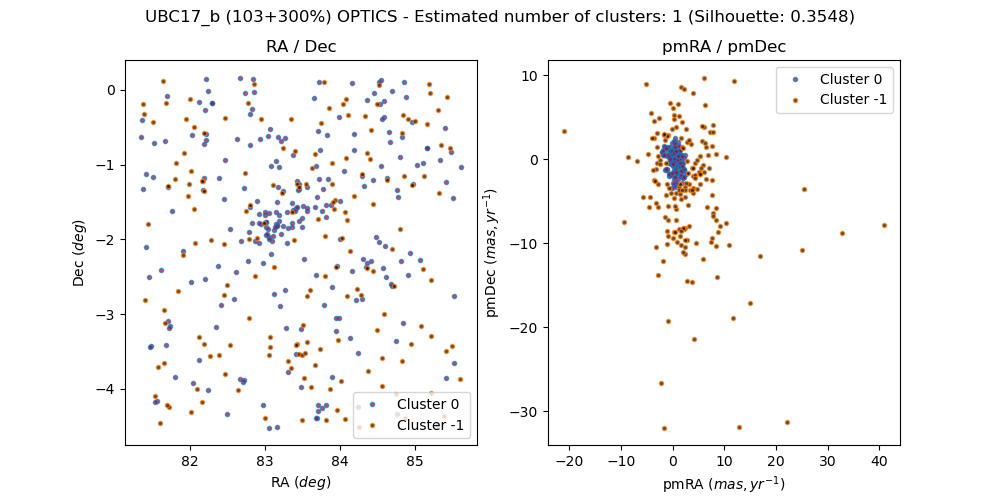 UBC17_b (103+300%) OPTICS - Estimated number of clusters: 1 (Silhouette: 0.3548)
RA / Dec
pmRA / pmDec
Dec (deg)
0
−1
−2
−3
−4
82
83
84
85
RA (deg)
Cluster 0
Cluster -1
pmDec (mas, yr⁻¹)
10
0
−10
−20
−30
−20
−10
0
10
20
30
40
pmRA (mas, yr⁻¹)
Cluster 0
Cluster -1